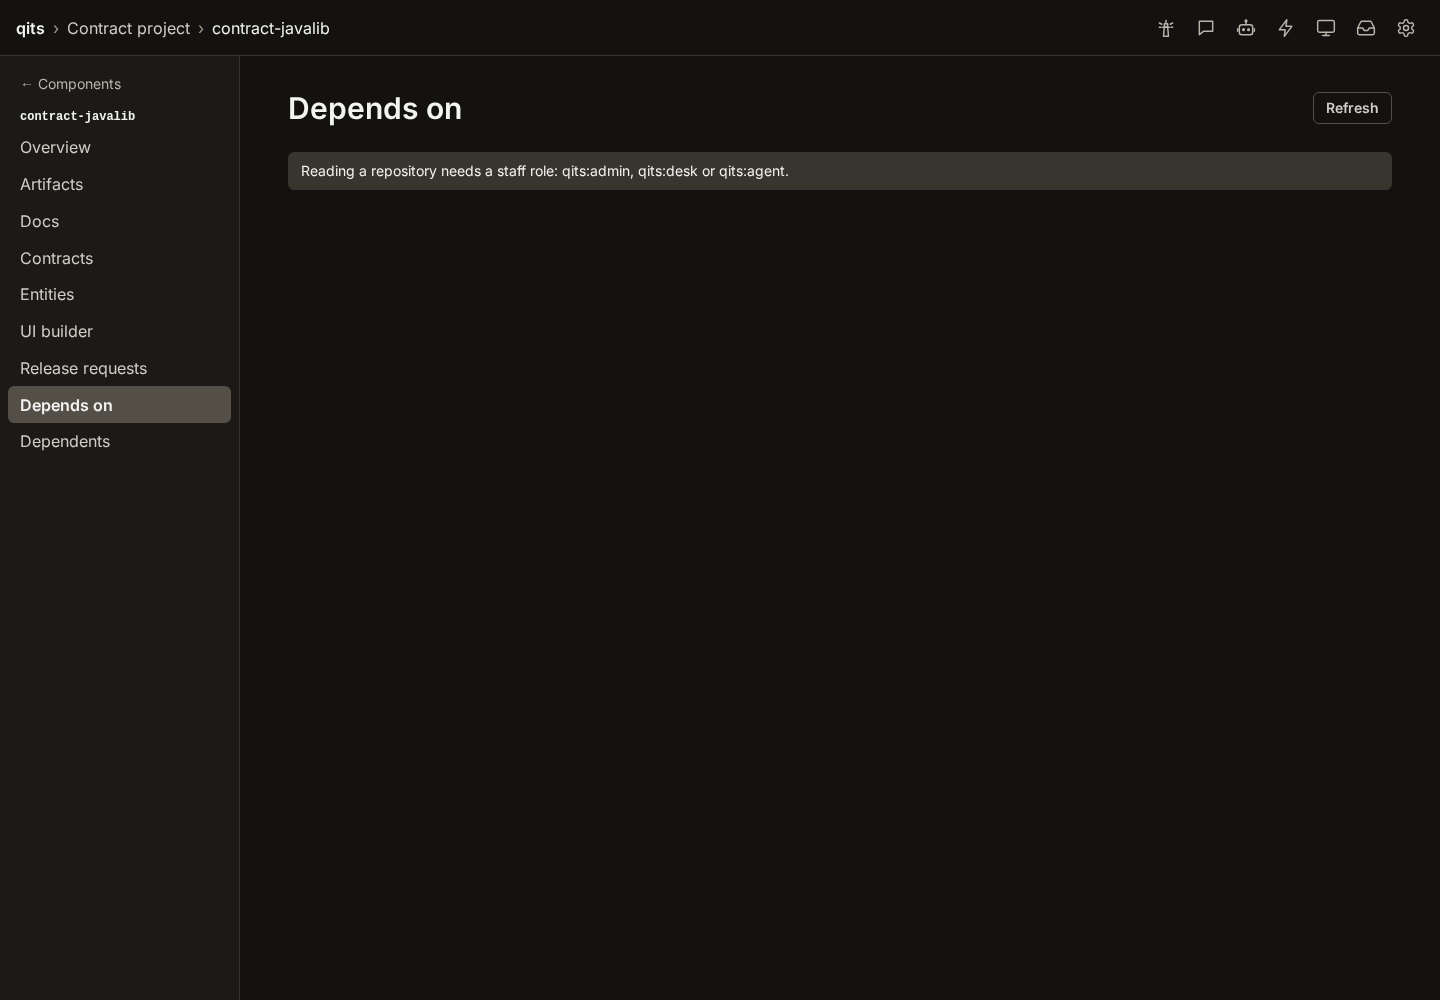 qits › Contract project › contract-javalib
← Components
contract-javalib
Overview
Artifacts
Docs
Contracts
Entities
UI builder
Release requests
Depends on
Dependents
Depends on
Refresh
Reading a repository needs a staff role: qits:admin, qits:desk or qits:agent.